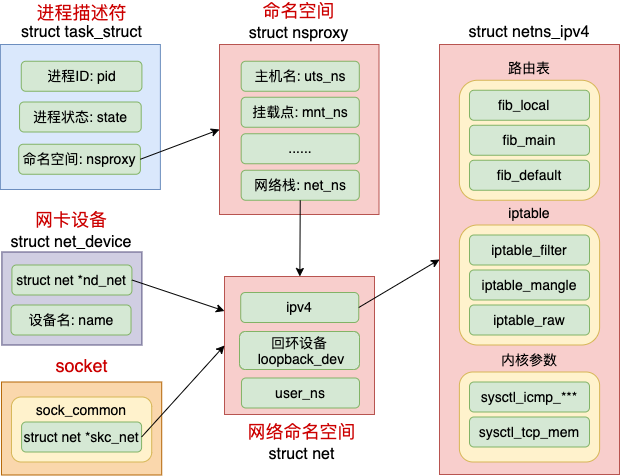 进程描述符
struct task_struct
进程ID: pid
进程状态: state
命名空间: nsproxy
命名空间
struct nsproxy
主机名: uts_ns
挂载点: mnt_ns
......
网络栈: net_ns
struct netns_ipv4
路由表
fib_local
fib_main
fib_default
iptable
iptable_filter
iptable_mangle
iptable_raw
内核参数
sysctl_icmp_***
sysctl_tcp_mem
网卡设备
struct net_device
struct net *nd_net
设备名: name
socket
sock_common
struct net *skc_net
ipv4
回环设备
loopback_dev
user_ns
网络命名空间
struct net